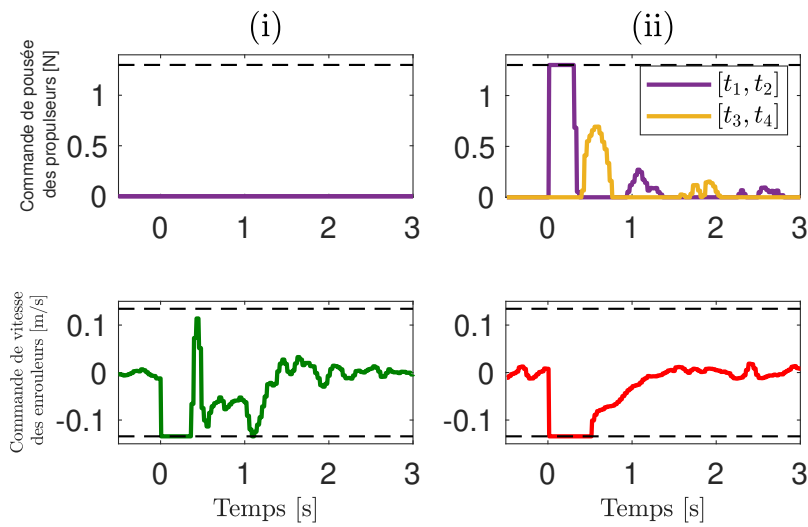 (i)
(ii)
Commande de pousée
des propulseurs [N]
1
0.5
0
0
1
2
3
1
0.5
0
0
1
2
3
[t₁, t₂]
[t₃, t₄]
Commande de vitesse
des enrouleurs [m/s]
0.1
0
-0.1
0
1
2
3
Temps [s]
0.1
0
-0.1
0
1
2
3
Temps [s]